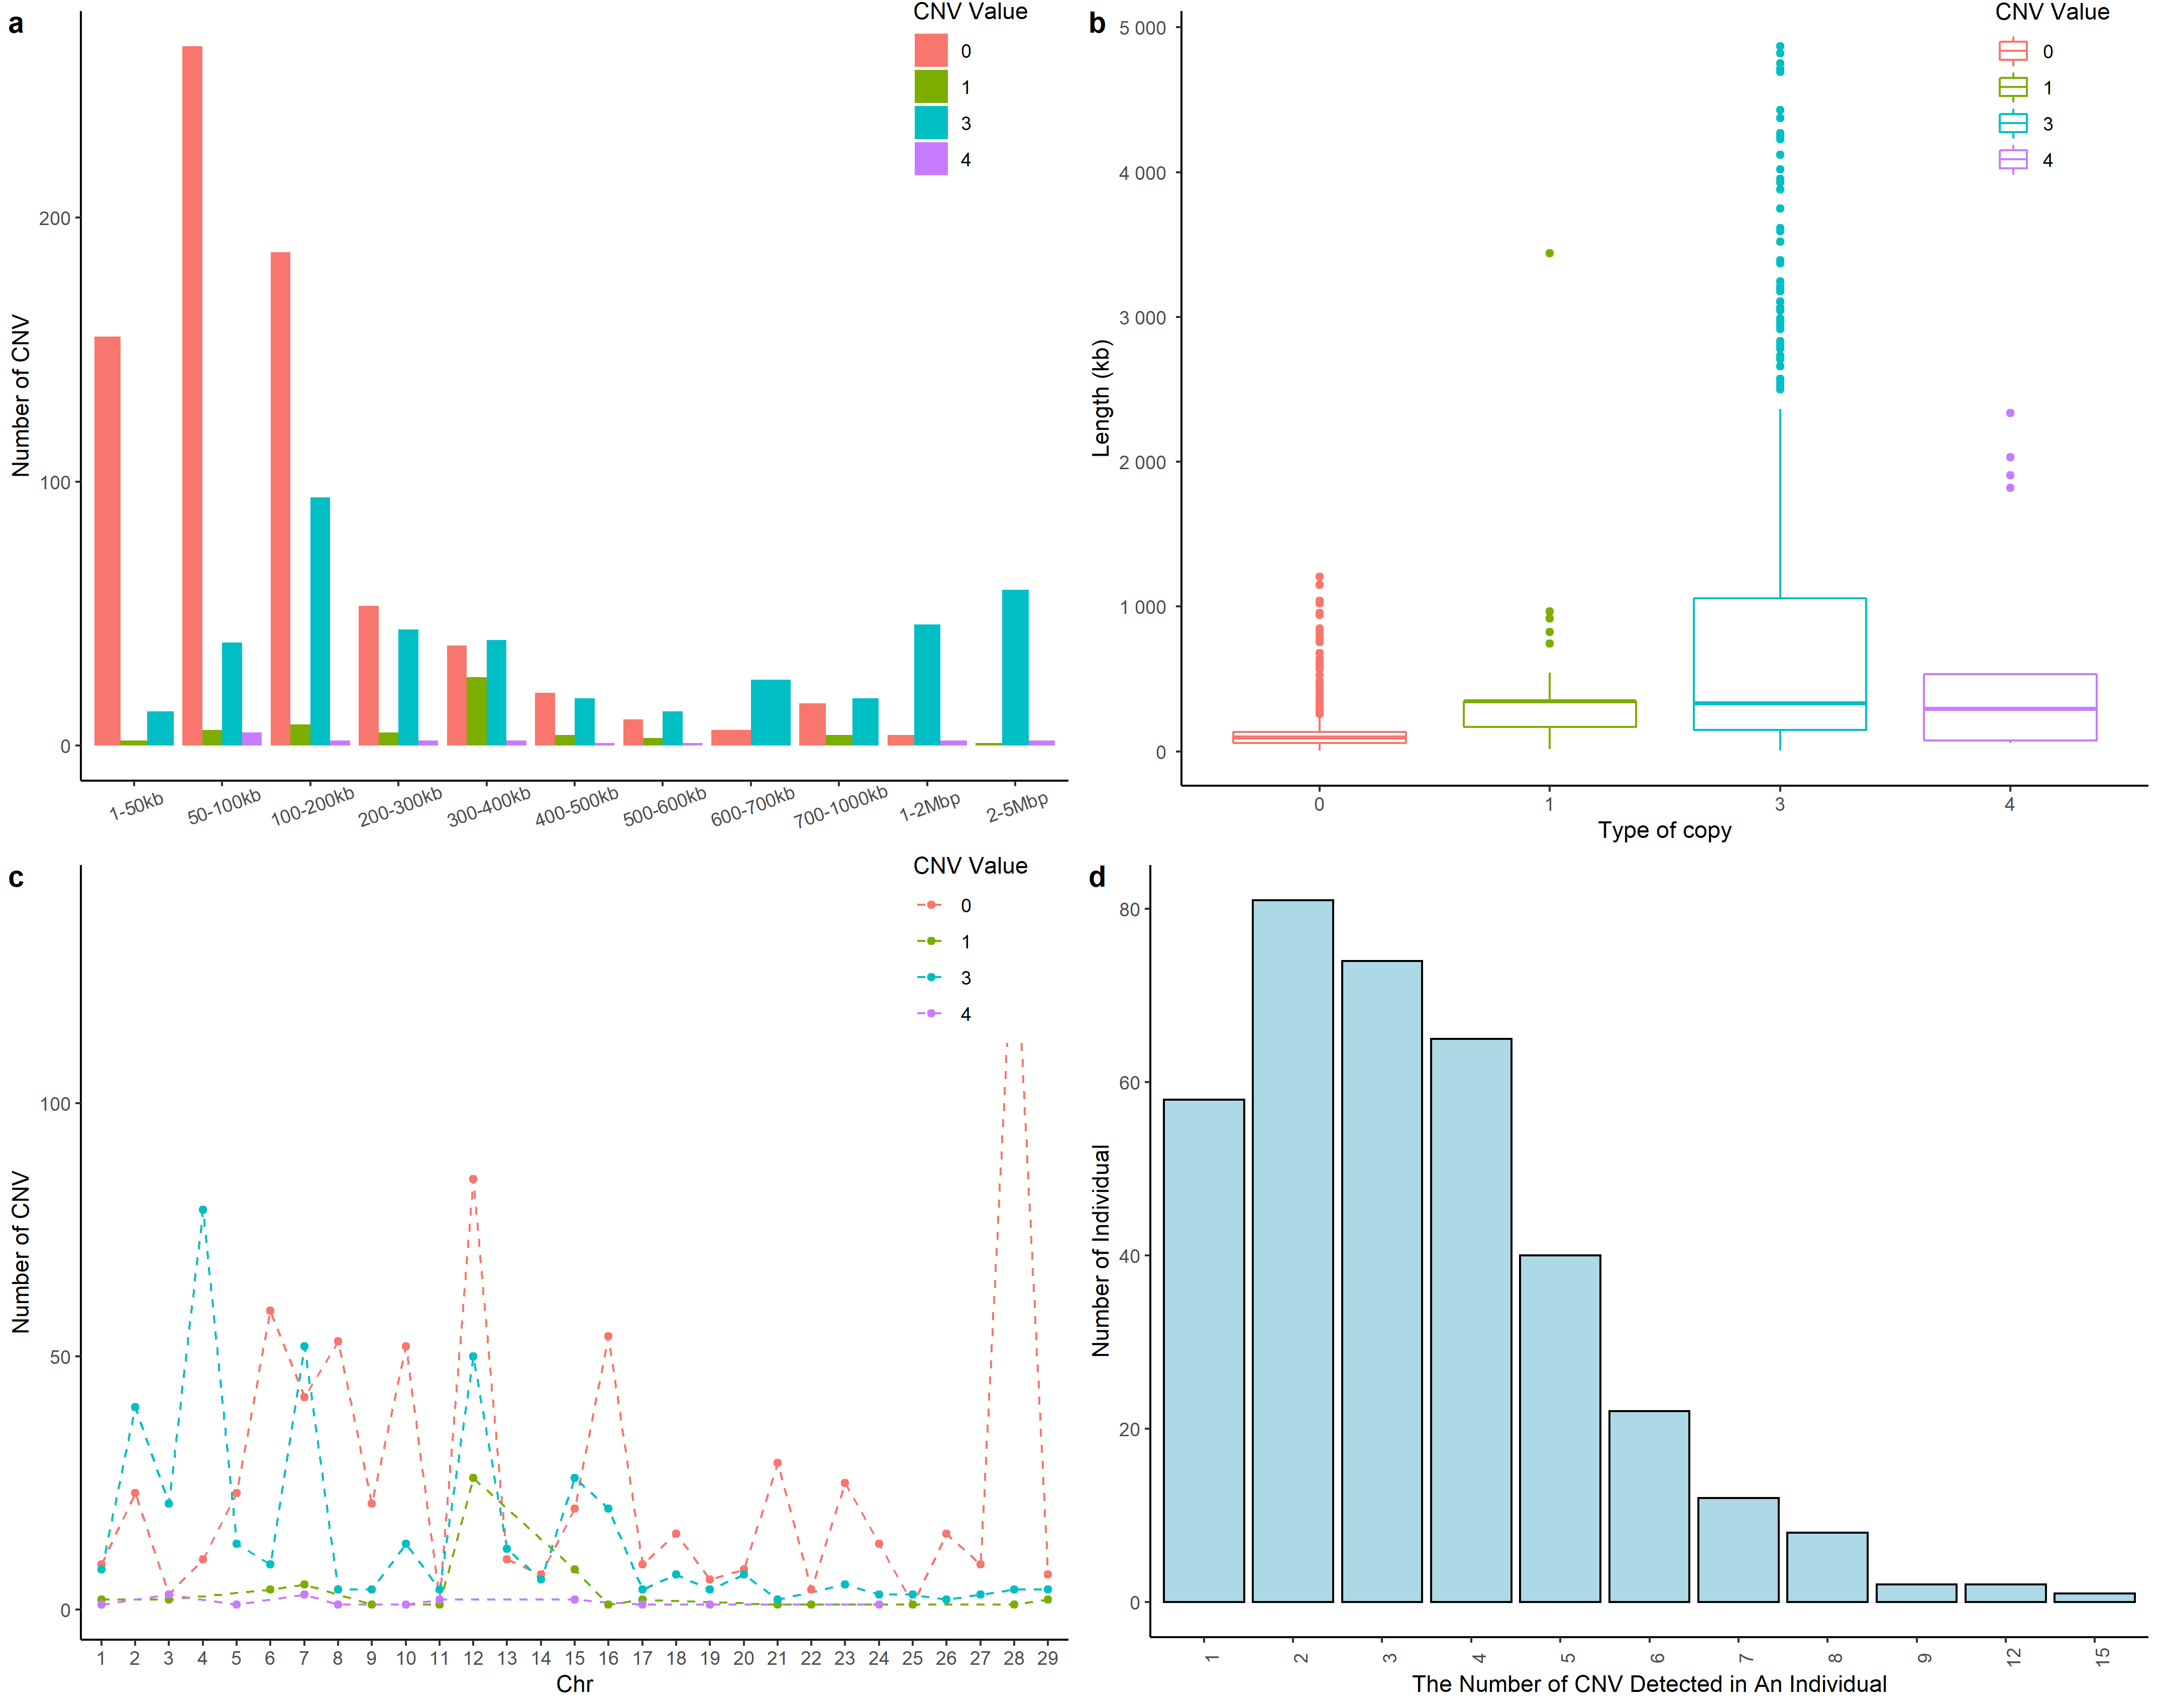 a
CNV Value
0
1
3
4
Number of CNV
200
100
0
1-50kb
50-100kb
100-200kb
200-300kb
300-400kb
400-500kb
500-600kb
600-700kb
700-1000kb
1-2Mbp
2-5Mbp
b
CNV Value
0
1
3
4
Length (kb)
5 000
4 000
3 000
2 000
1 000
0
0
1
3
4
Type of copy
c
CNV Value
0
1
3
4
Number of CNV
100
50
0
1
2
3
4
5
6
7
8
9
10
11
12
13
14
15
16
17
18
19
20
21
22
23
24
25
26
27
28
29
Chr
d
Number of Individual
80
60
40
20
0
1
2
3
4
5
6
7
8
9
12
15
The Number of CNV Detected in An Individual